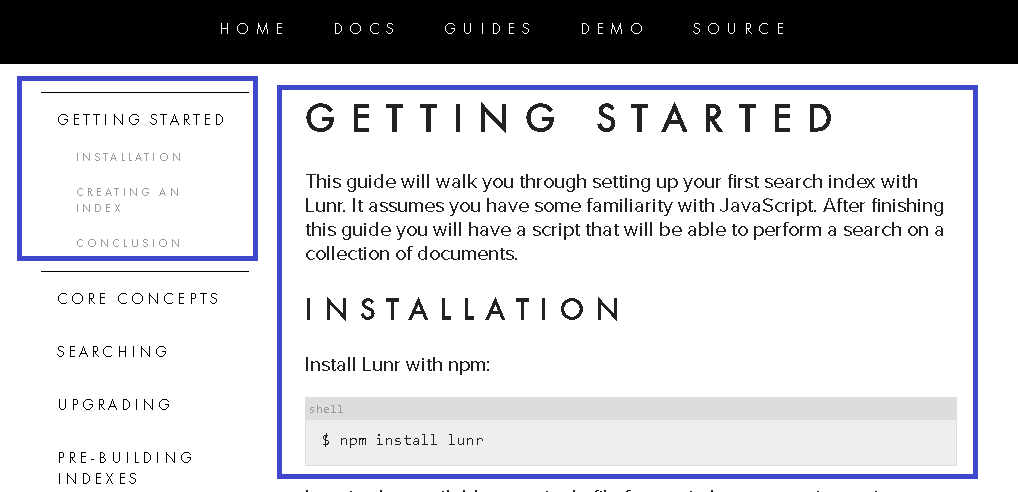 HOME DOCS GUIDES DEMO SOURCE
GETTING STARTED
INSTALLATION
CREATING AN
INDEX
CONCLUSION
CORE CONCEPTS
SEARCHING
UPGRADING
PRE-BUILDING
INDEXES
GETTING STARTED
This guide will walk you through setting up your first search index with
Lunr. It assumes you have some familiarity with JavaScript. After finishing
this guide you will have a script that will be able to perform a search on a
collection of documents.
INSTALLATION
Install Lunr with npm:
shell
$ npm install lunr